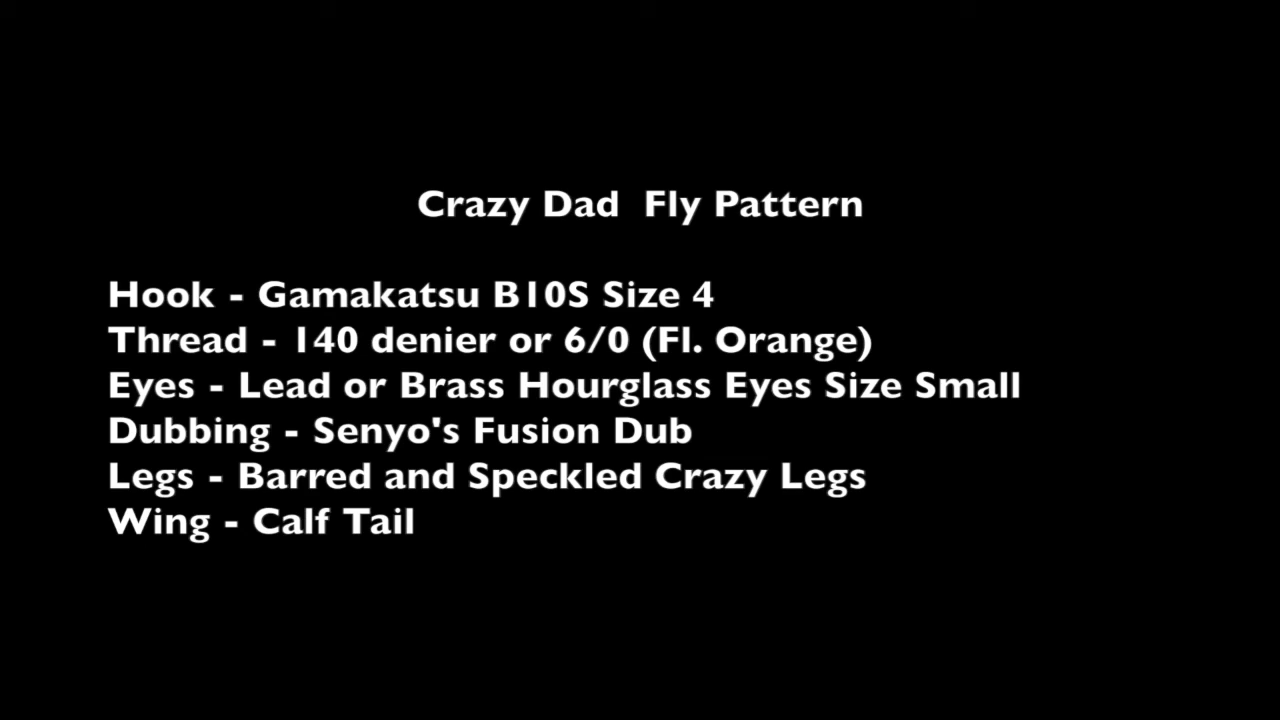 Crazy Dad  Fly Pattern
Hook - Gamakatsu B10S Size 4
Thread - 140 denier or 6/0 (Fl. Orange)
Eyes - Lead or Brass Hourglass Eyes Size Small
Dubbing - Senyo's Fusion Dub
Legs - Barred and Speckled Crazy Legs
Wing - Calf Tail